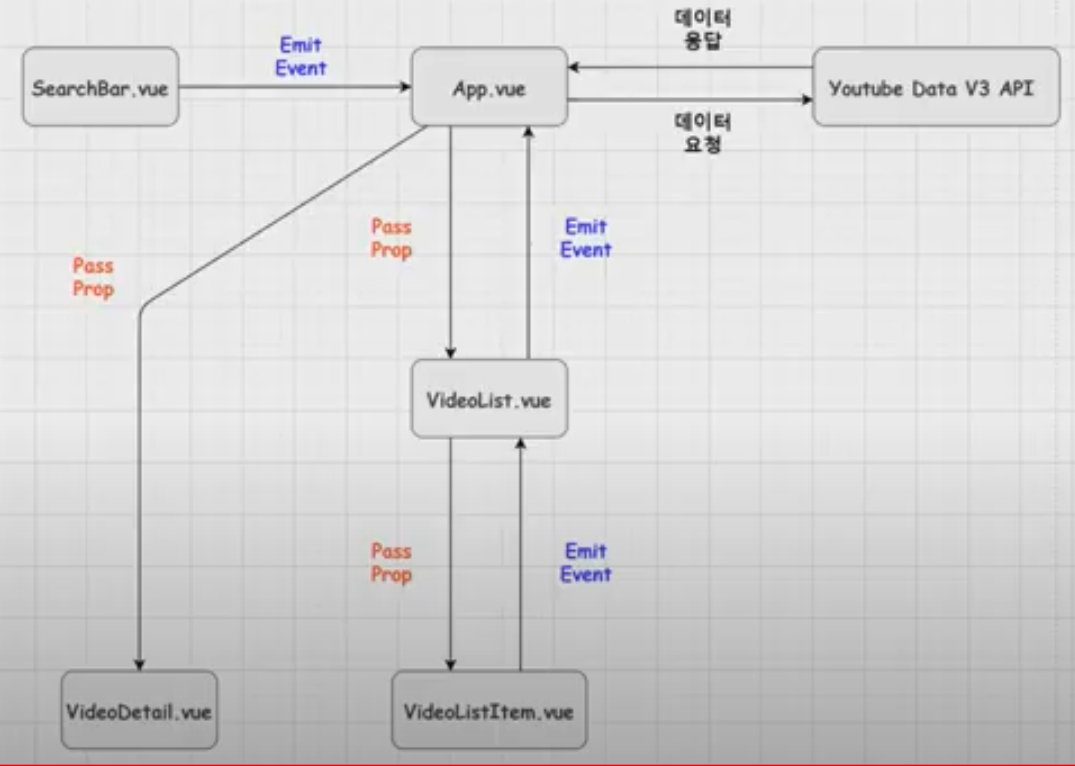 데이터
응답
Emit
Event
SearchBar.vue
App.vue
Youtube Data V3 API
데이터
요청
Pass
Prop
Emit
Event
Pass
Prop
VideoList.vue
Pass
Prop
Emit
Event
VideoDetail.vue
VideoListItem.vue